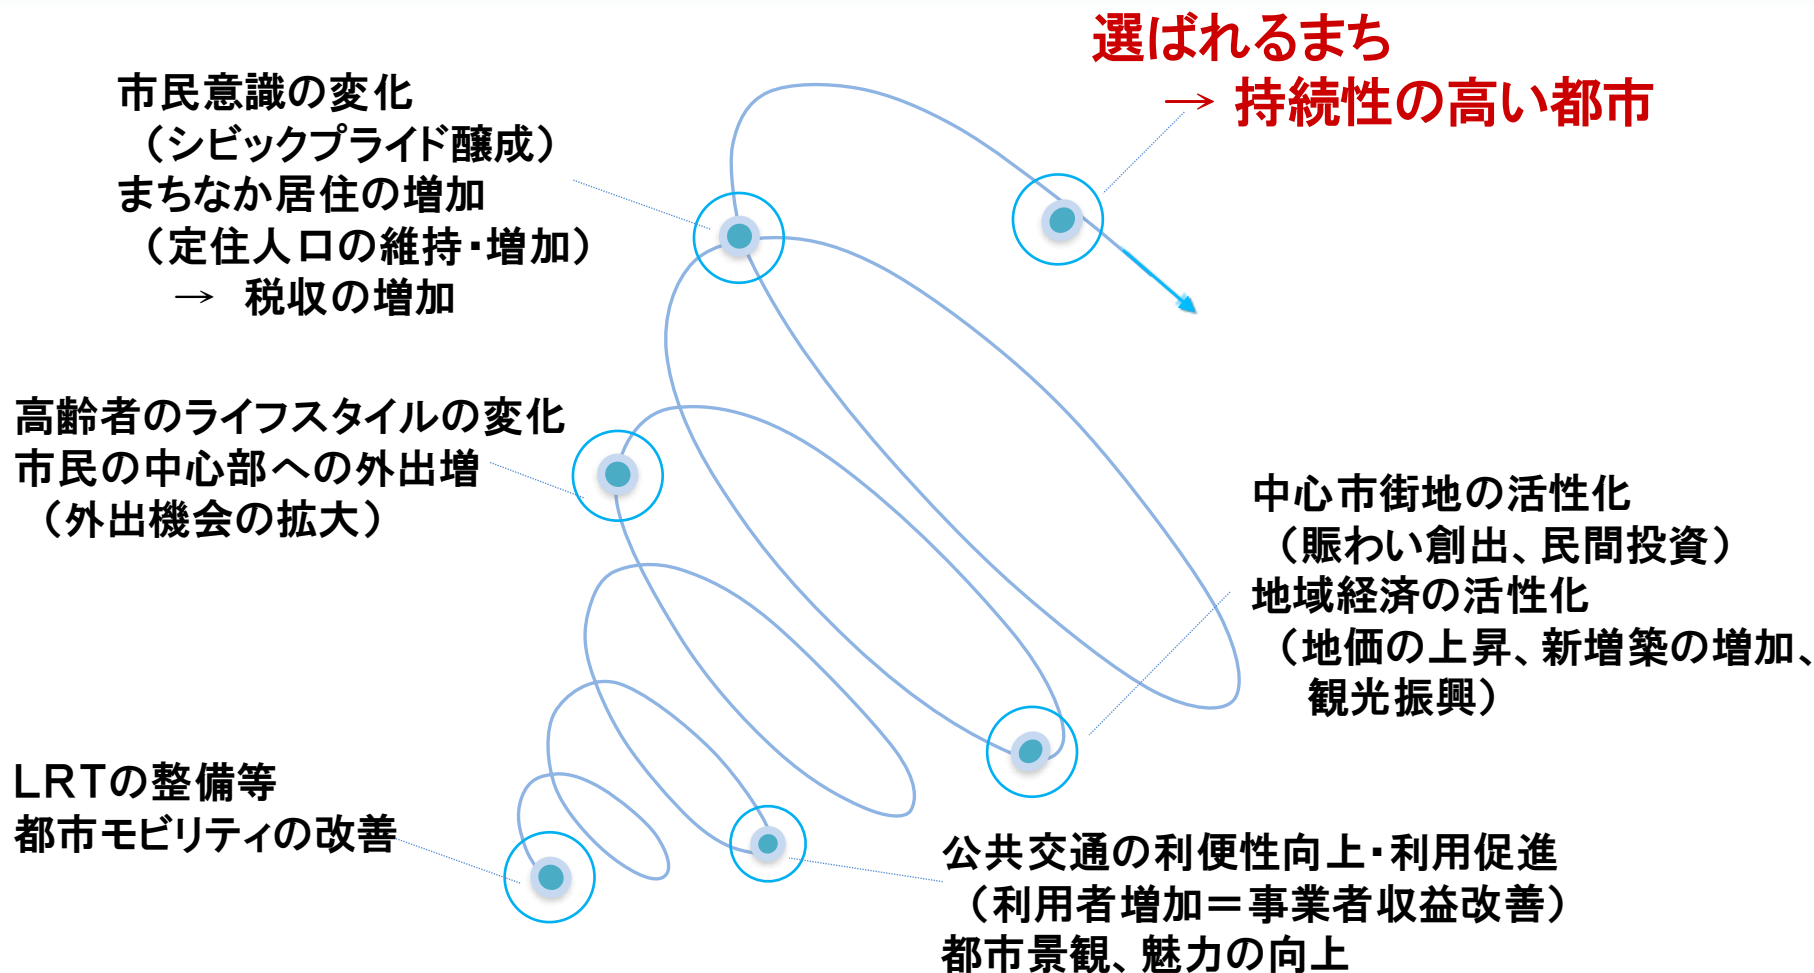 選ばれるまち
→ 持続性の高い都市
市民意識の変化
（シビックプライド醸成）
まちなか居住の増加
（定住人口の維持・増加）
→ 税収の増加
高齢者のライフスタイルの変化
市民の中心部への外出増
（外出機会の拡大）
中心市街地の活性化
（賑わい創出、民間投資）
地域経済の活性化
（地価の上昇、新増築の増加、
観光振興）
ＬＲＴの整備等
都市モビリティの改善
公共交通の利便性向上・利用促進
（利用者増加＝事業者収益改善）
都市景観、魅力の向上